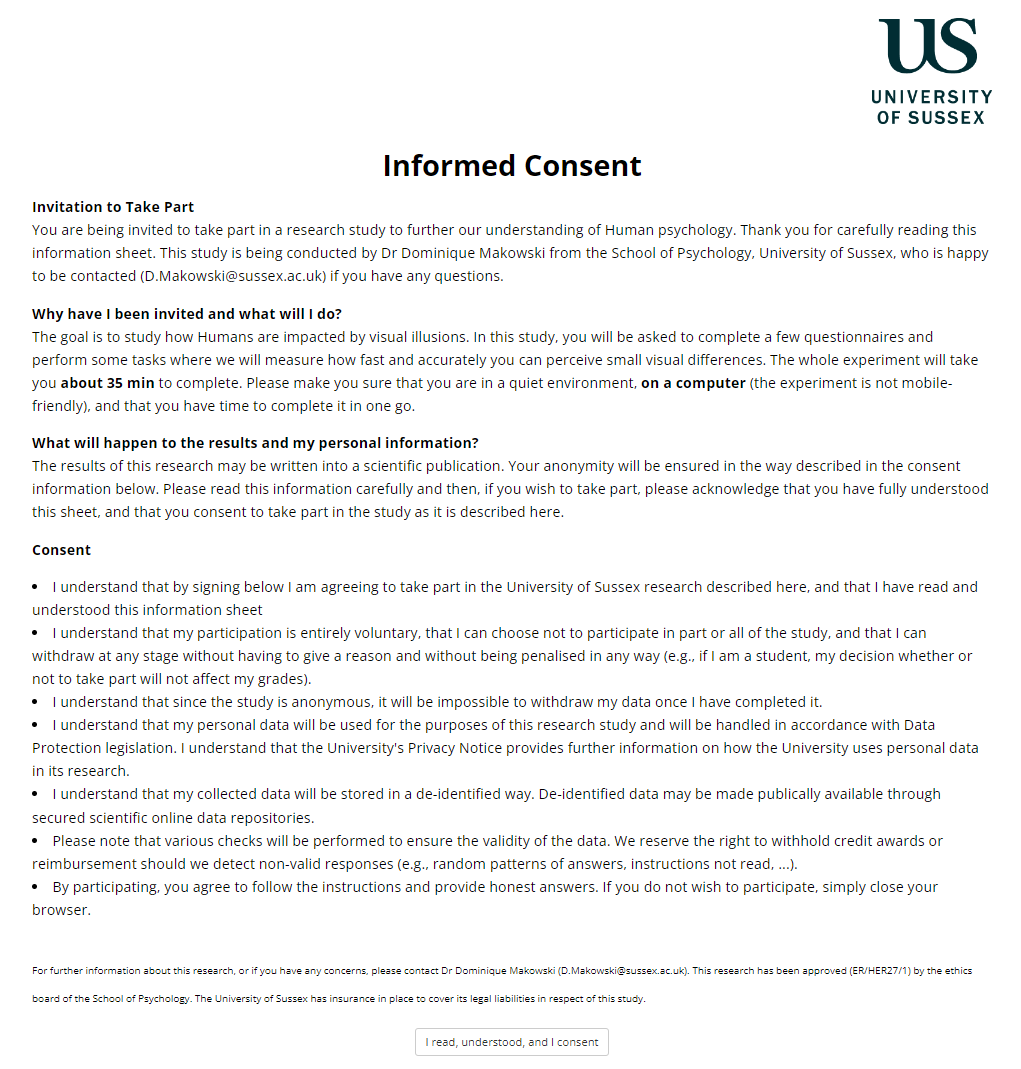 US
UNIVERSITY
OF SUSSEX
Informed Consent
Invitation to Take Part
You are being invited to take part in a research study to further our understanding of Human psychology. Thank you for carefully reading this
information sheet. This study is being conducted by Dr Dominique Makowski from the School of Psychology, University of Sussex, who is happy
to be contacted (D.Makowski@sussex.ac.uk) if you have any questions.
Why have I been invited and what will I do?
The goal is to study how Humans are impacted by visual illusions. In this study, you will be asked to complete a few questionnaires and
perform some tasks where we will measure how fast and accurately you can perceive small visual differences. The whole experiment will take
you about 35 min to complete. Please make you sure that you are in a quiet environment, on a computer (the experiment is not mobile-
friendly), and that you have time to complete it in one go.
What will happen to the results and my personal information?
The results of this research may be written into a scientific publication. Your anonymity will be ensured in the way described in the consent
information below. Please read this information carefully and then, if you wish to take part, please acknowledge that you have fully understood
this sheet, and that you consent to take part in the study as it is described here.
Consent
• I understand that by signing below I am agreeing to take part in the University of Sussex research described here, and that I have read and
understood this information sheet
• I understand that my participation is entirely voluntary, that I can choose not to participate in part or all of the study, and that I can
withdraw at any stage without having to give a reason and without being penalised in any way (e.g., if I am a student, my decision whether or
not to take part will not affect my grades).
• I understand that since the study is anonymous, it will be impossible to withdraw my data once I have completed it.
• I understand that my personal data will be used for the purposes of this research study and will be handled in accordance with Data
Protection legislation. I understand that the University's Privacy Notice provides further information on how the University uses personal data
in its research.
• I understand that my collected data will be stored in a de-identified way. De-identified data may be made publically available through
secured scientific online data repositories.
• Please note that various checks will be performed to ensure the validity of the data. We reserve the right to withhold credit awards or
reimbursement should we detect non-valid responses (e.g., random patterns of answers, instructions not read, ...).
• By participating, you agree to follow the instructions and provide honest answers. If you do not wish to participate, simply close your
browser.
For further information about this research, or if you have any concerns, please contact Dr Dominique Makowski (D.Makowski@sussex.ac.uk). This research has been approved (ER/HER27/1) by the ethics
board of the School of Psychology. The University of Sussex has insurance in place to cover its legal liabilities in respect of this study.
I read, understood, and I consent